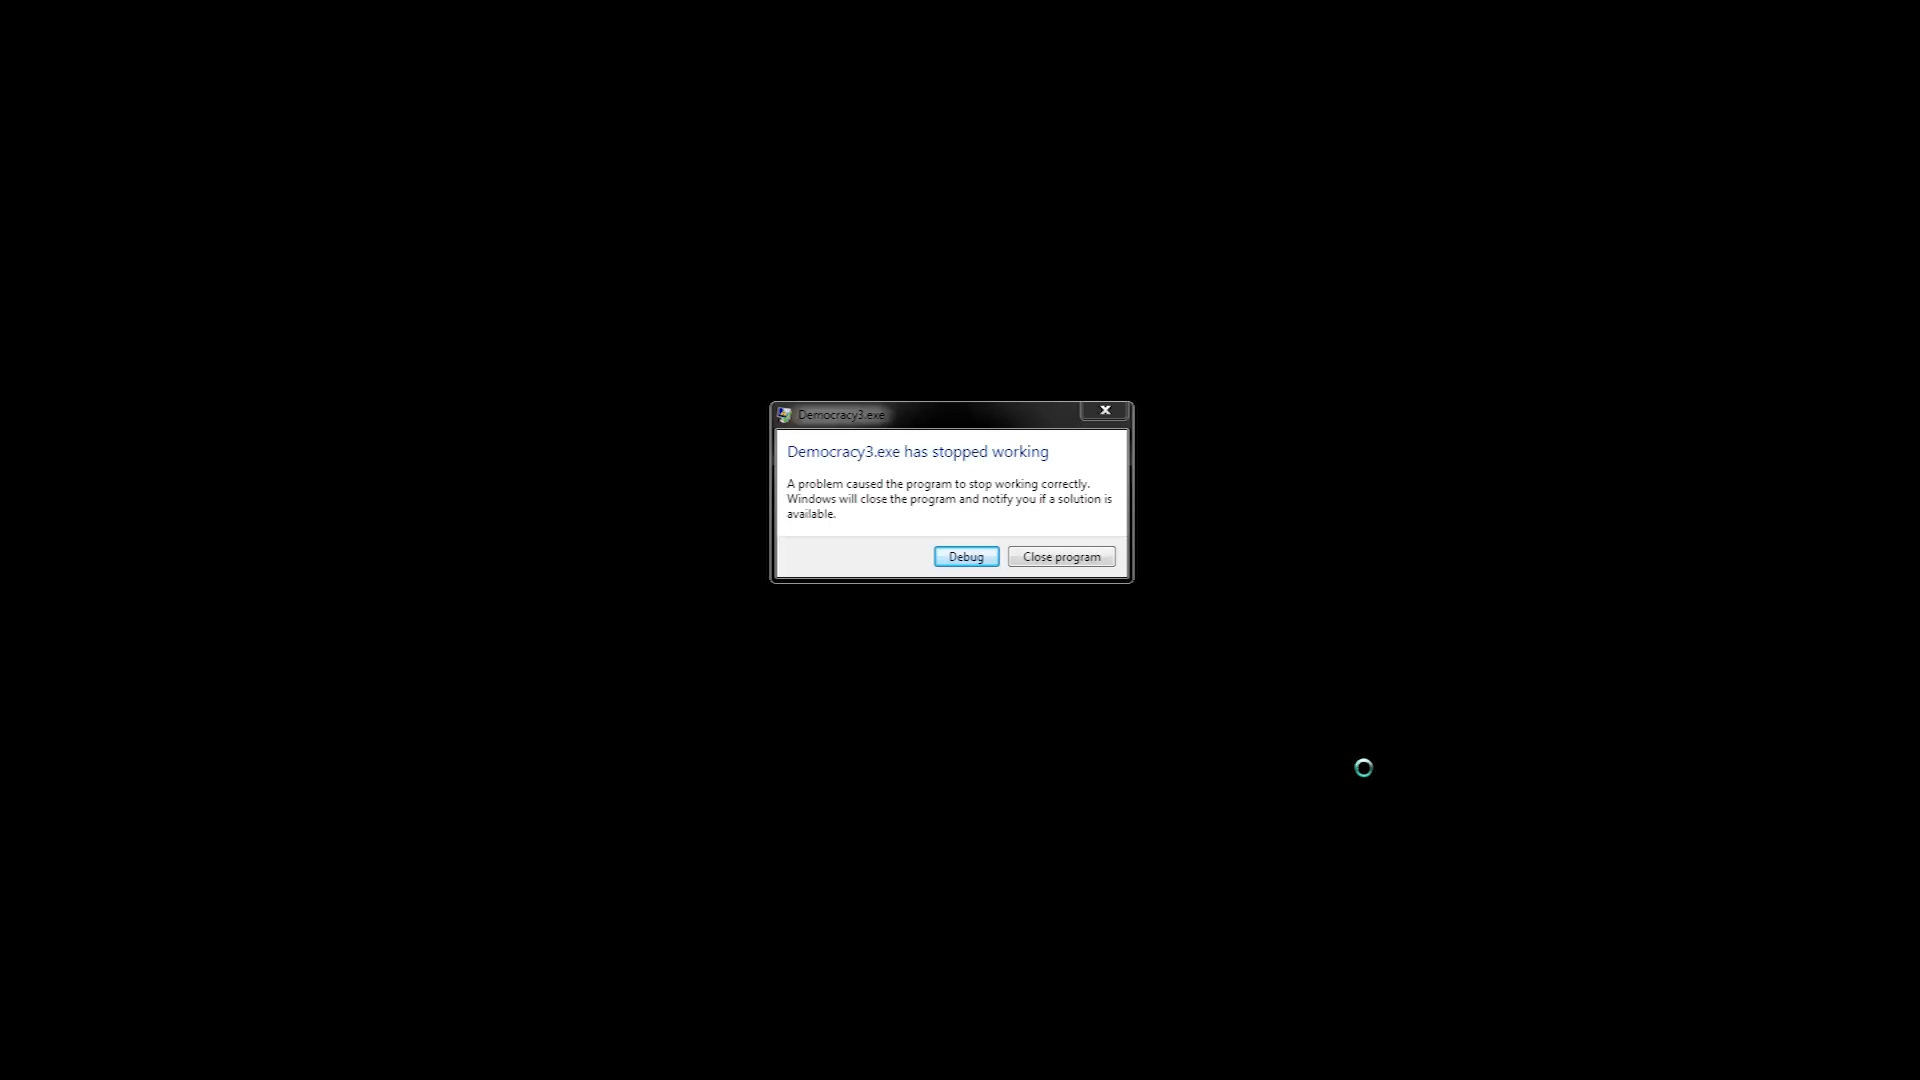 Democracy3.exe
Democracy3.exe has stopped working
A problem caused the program to stop working correctly.
Windows will close the program and notify you if a solution is
available.
Debug
Close program